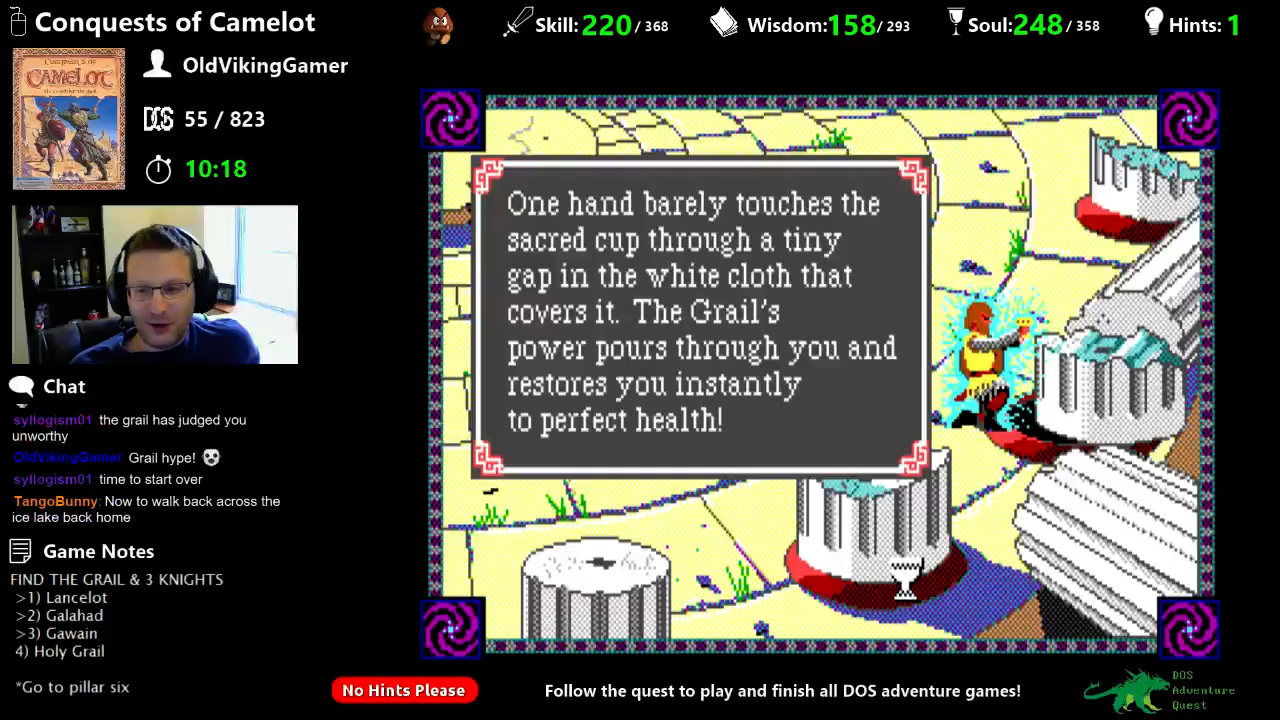 Conquests of Camelot
Skill: 220 / 368
Wisdom: 158 / 293
Soul: 248 / 358
Hints: 1
CONQUESTS OF
CAMELOT
OldVikingGamer
DOS 55 / 823
10:18
One hand barely touches the
sacred cup through a tiny
gap in the white cloth that
covers it. The Grail's
power pours through you and
restores you instantly
to perfect health!
Chat
syllogism01 the grail has judged you
unworthy
OldVikingGamer Grail hype!
syllogism01 time to start over
TangoBunny: Now to walk back across the
ice lake back home
Game Notes
FIND THE GRAIL & 3 KNIGHTS
>1) Lancelot
>2) Galahad
>3) Gawain
4) Holy Grail
*Go to pillar six
No Hints Please
Follow the quest to play and finish all DOS adventure games!
DOS
Adventure
Quest